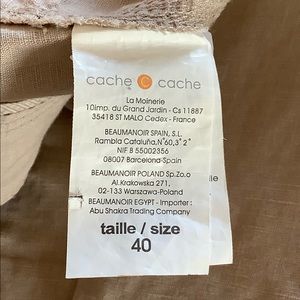 cache C cache
La Moinerie
10imp. du Grand Jardin - Cs 11887
35418 ST MALO Cedex - France
BEAUMANOIR SPAIN, S.L.
Rambla Cataluña,N°60,3° 2°
NIF B 55002356
08007 Barcelona Spain
BEAUMANOIR POLAND Sp.Zo.o
Al.Krakowska 271,
02-133 Warszawa-Poland
BEAUMANOIR EGYPT - Importer :
Abu Shakra Trading Company
taille / size
40